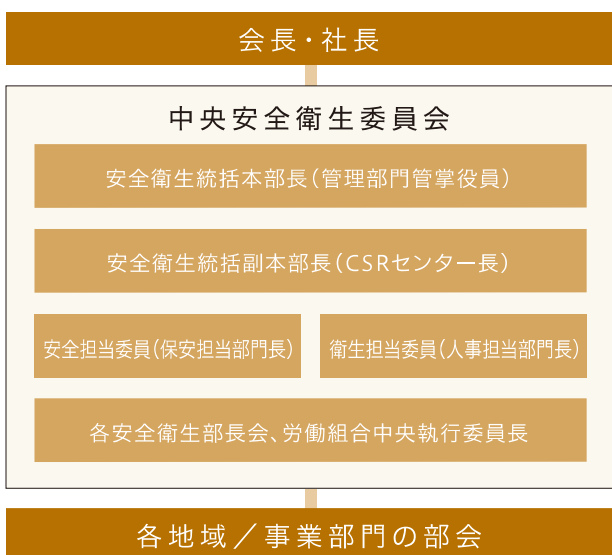 会長・社長
中央安全衛生委員会
安全衛生統括本部長(管理部門管掌役員)
安全衛生統括副本部長(CSRセンター長)
安全担当委員(保安担当部門長)
衛生担当委員(人事担当部門長)
各安全衛生部長会、労働組合中央執行委員長
各地域／事業部門の部会